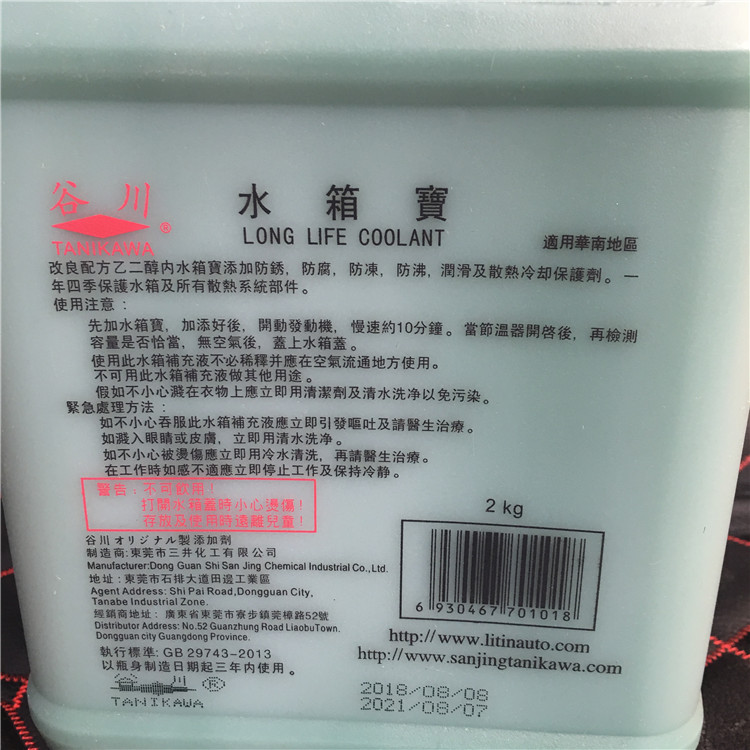 谷川
TANIKAWA ®
水箱寶
LONG LIFE COOLANT
適用華南地區
改良配方乙二醇内水箱寶添加防銹，防腐，防凍，防沸，潤滑及散熱冷却保護劑。一
年四季保護水箱及所有散熱系統部件。
使用注意：
先加水箱寶，加添好後，開動發動機，慢速約10分鐘。當節溫器開啓後，再檢測
容量是否恰當，無空氣後，蓋上水箱蓋。
使用此水箱補充液不必稀釋并應在空氣流通地方使用。
不可用此水箱補充液做其他用途。
假如不小心濺在衣物上應立即用清潔劑及清水洗净以免污染。
緊急處理方法：
如不小心吞服此水箱補充液應立即引發嘔吐及請醫生治療。
如濺入眼睛或皮膚，立即用清水洗净。
如不小心被燙傷應立即用冷水清洗，再請醫生治療。
在工作時如感不適應立即停止工作及保持冷静。
警告：不可飲用！
打開水箱蓋時小心燙傷！
存放及使用時遠離兒童！
2 kg
谷川オリジナル製添加劑
製造商:東莞市三井化工有限公司
Manufacturer:Dong Guan Shi San Jing Chemical Industrial Co.,Ltd.
地址：東莞市石排大道田邊工業區
Agent Address: Shi Pai Road,Dongguan City,
Tanabe Industrial Zone.
經銷商地址：廣東省東莞市寮步鎮莞樟路52號
Distributor Address: No.52 Guanzhang Road LiaobuTown.
Dongguan city Guangdong Province.
6 930467 701018
http://www.litinauto.com
http://www.sanjingtanikawa.com
執行標準: GB 29743-2013
以瓶身制造日期起三年内使用。
谷川 ®
TANIKAWA
2018/08/08
2021/08/07